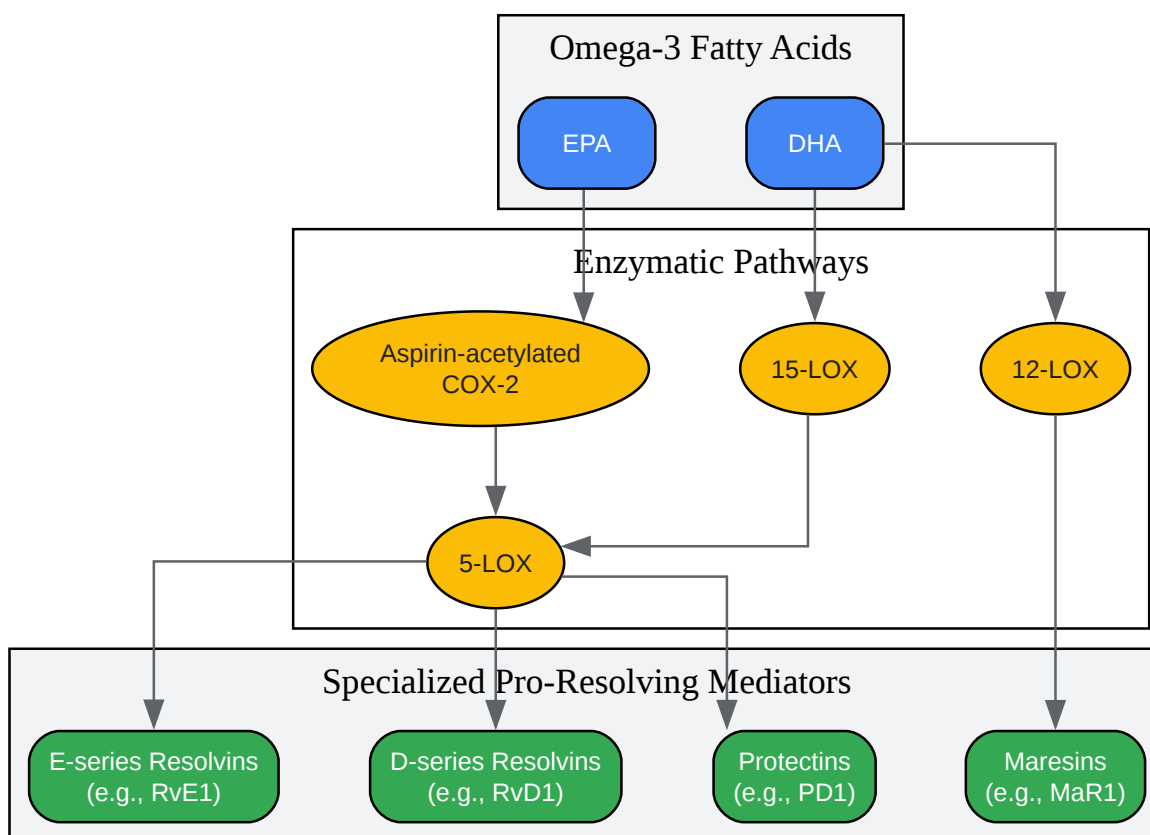 Omega-3 Fatty Acids
EPA
DHA
Enzymatic Pathways
Aspirin-acetylated
COX-2
15-LOX
12-LOX
5-LOX
Specialized Pro-Resolving Mediators
E-series Resolvins
(e.g., RvE1)
D-series Resolvins
(e.g., RvD1)
Protectins
(e.g., PD1)
Maresins
(e.g., MaR1)